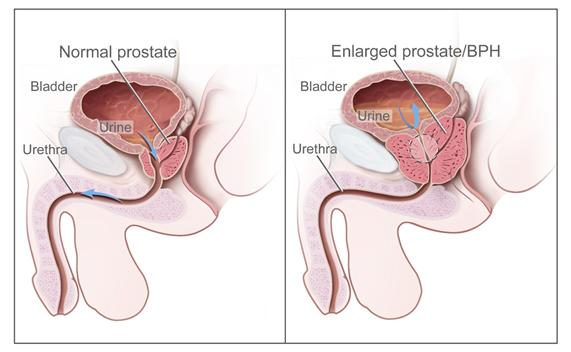 Normal prostate
Bladder
Urine
Urethra
Enlarged prostate/BPH
Bladder
Urine
Urethra